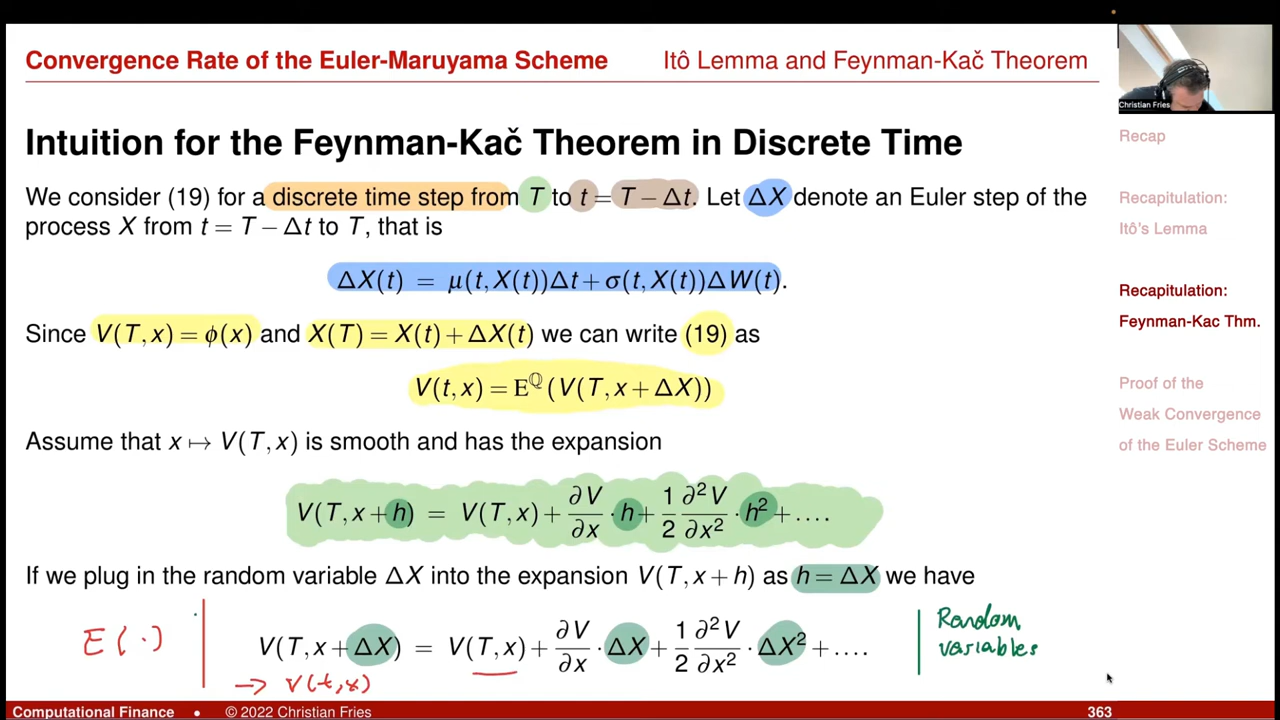 Convergence Rate of the Euler-Maruyama Scheme
Itô Lemma and Feynman-Kač Theorem
Christian Fries
Intuition for the Feynman-Kač Theorem in Discrete Time
We consider (19) for a discrete time step from T to t = T − Δt. Let ΔX denote an Euler step of the
process X from t = T − Δt to T, that is
ΔX(t) = μ(t,X(t))Δt + σ(t,X(t))ΔW(t).
Since V(T,x) = ϕ(x) and X(T) = X(t) + ΔX(t) we can write (19) as
V(t,x) = E^ℚ (V(T,x + ΔX))
Assume that x ↦ V(T,x) is smooth and has the expansion
V(T,x+h) = V(T,x) + ∂V/∂x · h + 1/2 ∂²V/∂x² · h² + ....
If we plug in the random variable ΔX into the expansion V(T,x+h) as h = ΔX we have
E(·)
V(T,x+ΔX) = V(T,x) + ∂V/∂x · ΔX + 1/2 ∂²V/∂x² · ΔX² + ....
Random
variables
→ V(t,x)
Recap
Recapitulation:
Itô's Lemma
Recapitulation:
Feynman-Kac Thm.
Proof of the
Weak Convergence
of the Euler Scheme
Computational Finance • © 2022 Christian Fries
363